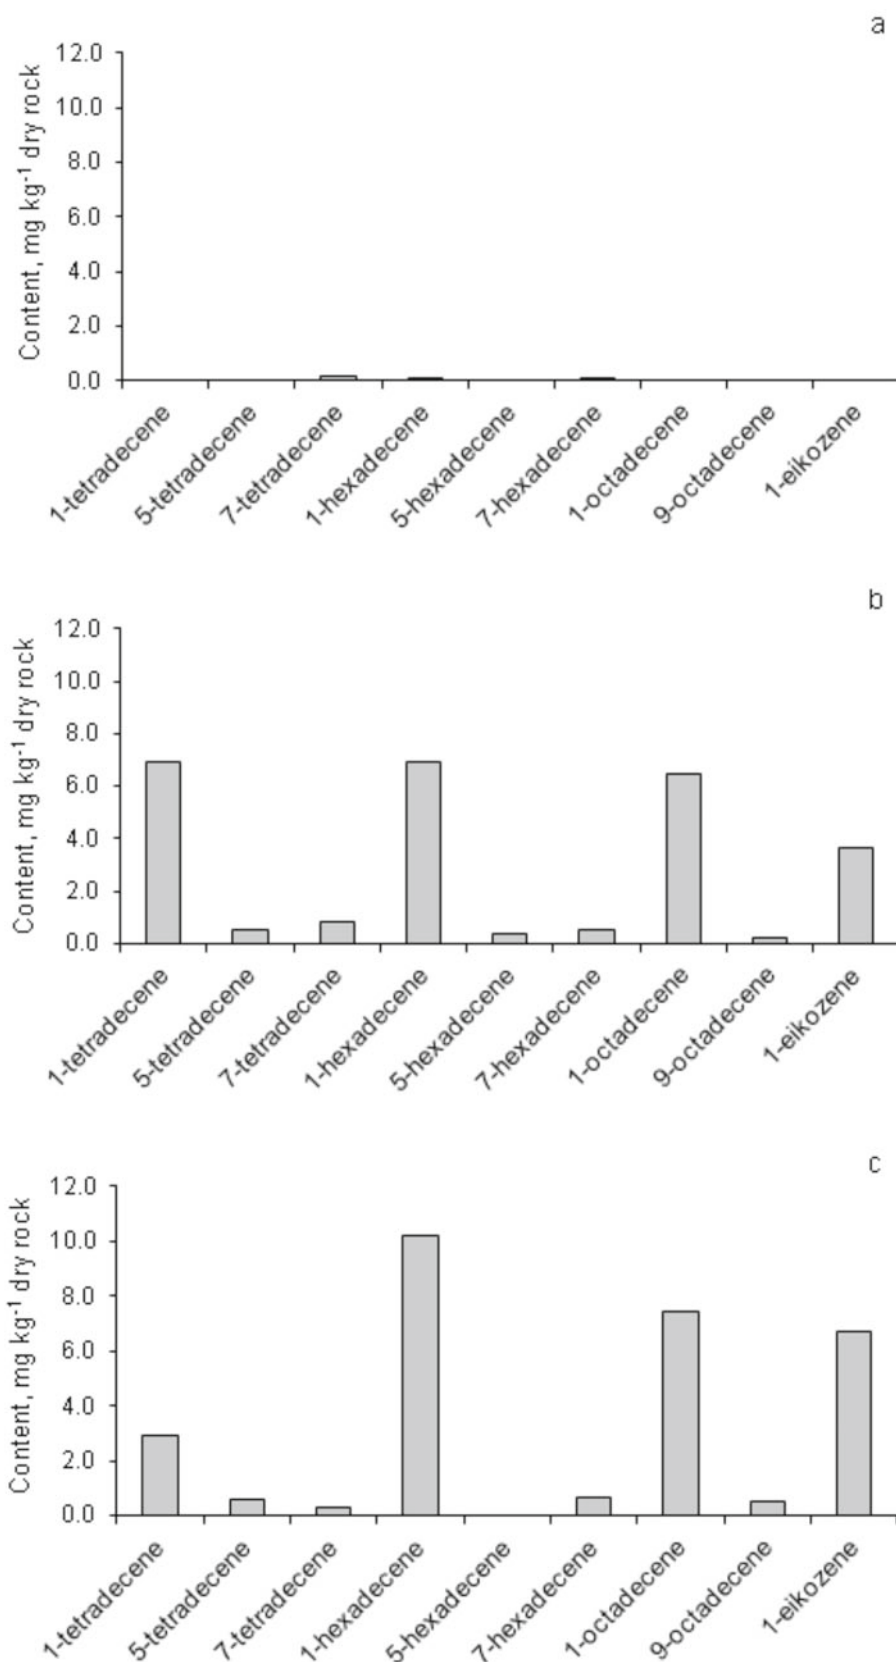 a
Content, mg kg⁻¹ dry rock
12.0
10.0
8.0
6.0
4.0
2.0
0.0
1-tetradecene
5-tetradecene
7-tetradecene
1-hexadecene
5-hexadecene
7-hexadecene
1-octadecene
9-octadecene
1-eikozene
b
Content, mg kg⁻¹ dry rock
12.0
10.0
8.0
6.0
4.0
2.0
0.0
1-tetradecene
5-tetradecene
7-tetradecene
1-hexadecene
5-hexadecene
7-hexadecene
1-octadecene
9-octadecene
1-eikozene
c
Content, mg kg⁻¹ dry rock
12.0
10.0
8.0
6.0
4.0
2.0
0.0
1-tetradecene
5-tetradecene
7-tetradecene
1-hexadecene
5-hexadecene
7-hexadecene
1-octadecene
9-octadecene
1-eikozene